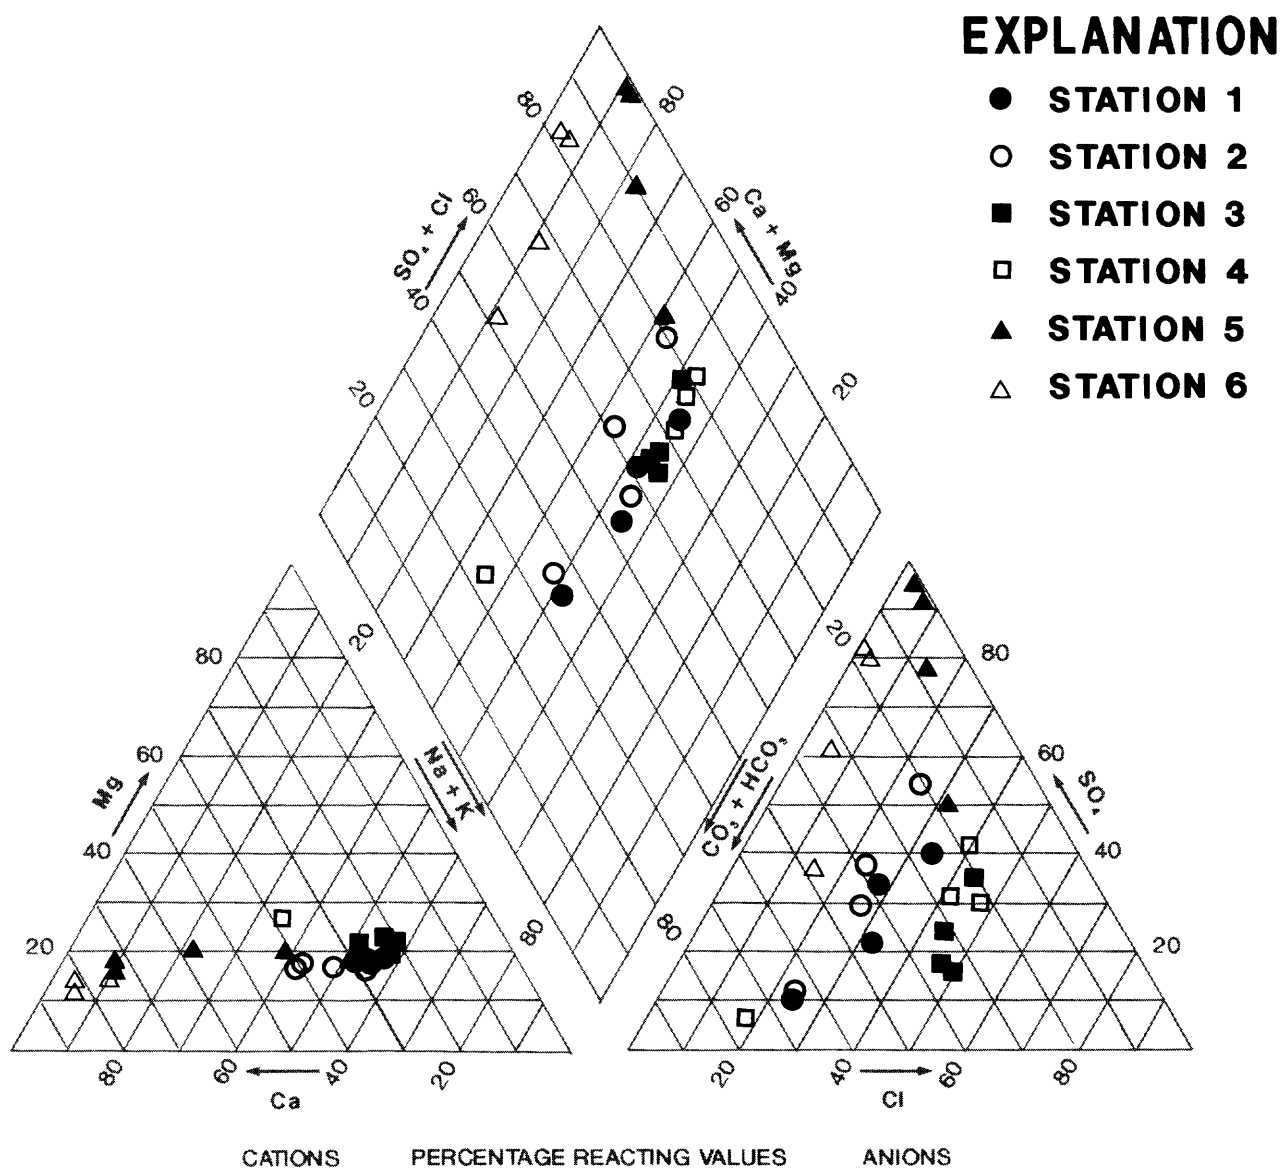 EXPLANATION
STATION 1
STATION 2
STATION 3
STATION 4
STATION 5
STATION 6
80
80
60
SO₄ + Cl
40
60
Ca + Mg
40
20
20
80
60
Mg
40
20
20
Na + K
80
20
CO₃ + HCO₃
80
80
60
SO₄
40
20
80
60
40
20
Ca
20
40
60
80
Cl
CATIONS
PERCENTAGE REACTING VALUES
ANIONS